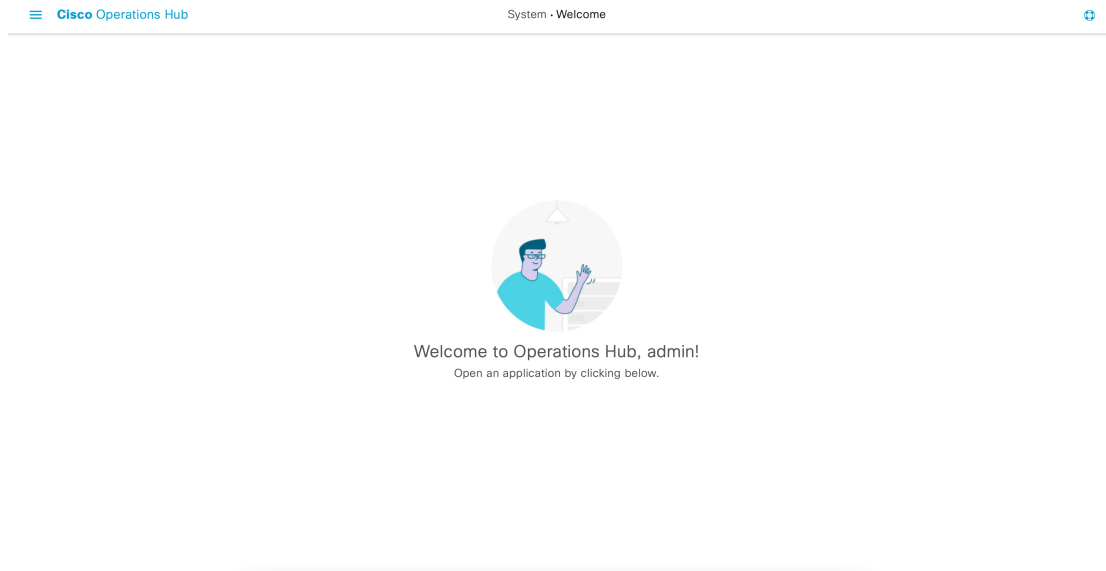 Cisco Operations Hub
System • Welcome
Welcome to Operations Hub, admin!
Open an application by clicking below.